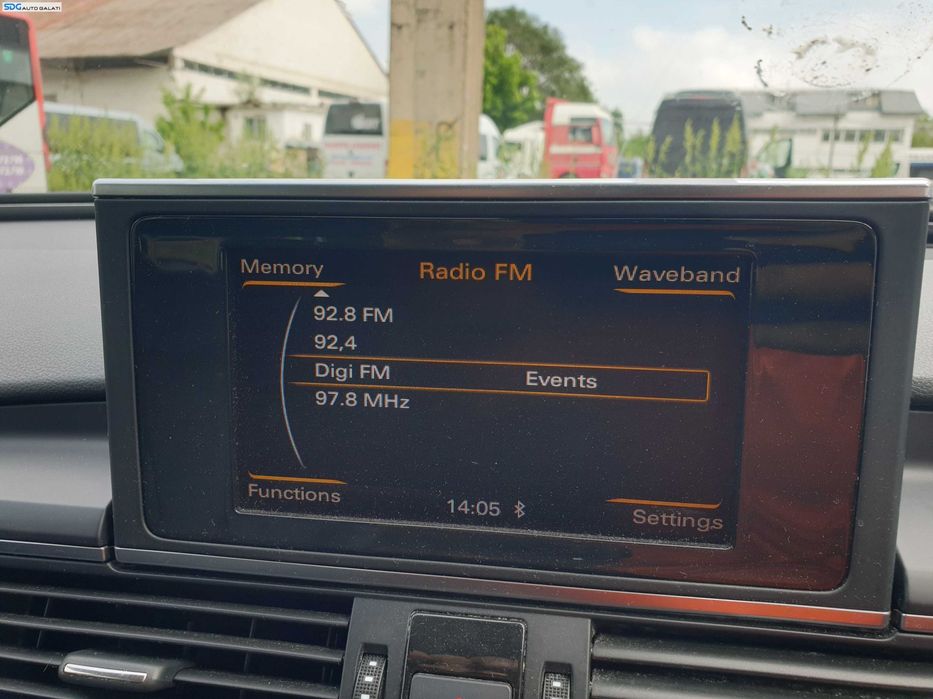 SDG AUTO GALATI
Memory
Radio FM
Waveband
92.8 FM
92,4
Digi FM
Events
97.8 MHz
Functions
14:05
Settings